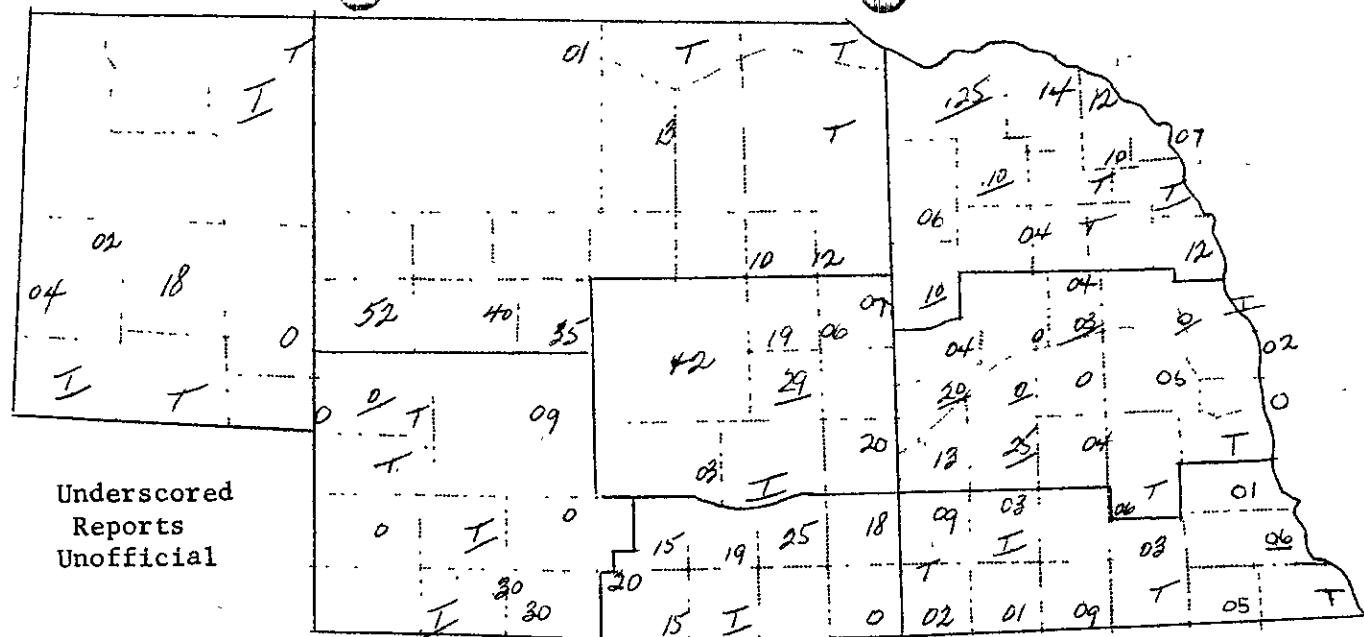 01 T I
T I
.125 14 12
13 T
07
.10 10 T T
T
06 04
02
10 12 12
04 18
10 04
07
52 40 35 0
19 06 04 0 03 0 I
42 02
29
I T
0 0 T 09 20 0 0 05 0
T. 20 13 25 04 T
03 I
Underscored
Reports
Unofficial
0 I 0 15 19 25 18 09 03 06 T 01
I 03 06
20 T T
30
I 30 15 I 0 02 01 09 05 T